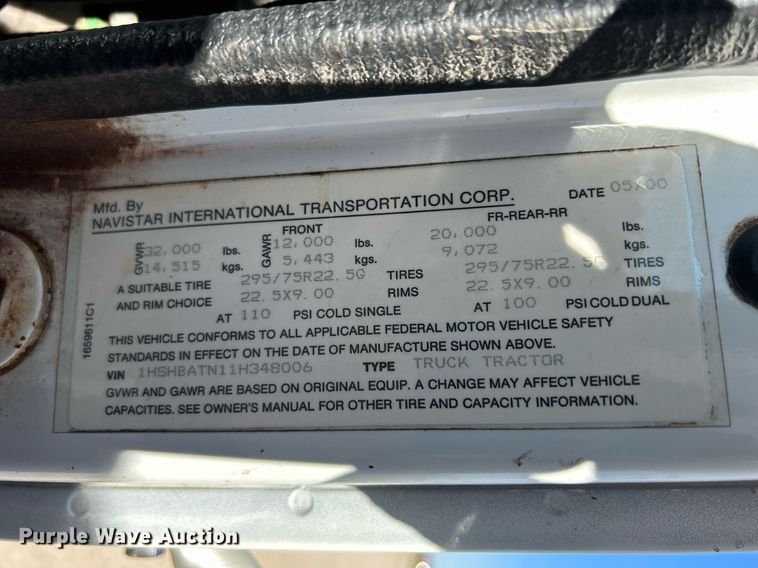 Mfd. By
NAVISTAR INTERNATIONAL TRANSPORTATION CORP. DATE 05/00
FRONT FR-REAR-RR
GVWR 32,000 lbs. GAWR 12,000 lbs. 20,000 lbs.
14,515 kgs. 5,443 kgs. 9,072 kgs.
A SUITABLE TIRE 295/75R22.5G TIRES 295/75R22.5G TIRES
AND RIM CHOICE 22.5X9.00 RIMS 22.5X9.00 RIMS
AT 110 PSI COLD SINGLE AT 100 PSI COLD DUAL
THIS VEHICLE CONFORMS TO ALL APPLICABLE FEDERAL MOTOR VEHICLE SAFETY
STANDARDS IN EFFECT ON THE DATE OF MANUFACTURE SHOWN ABOVE.
VIN 1HSHBATN11H348006 TYPE TRUCK TRACTOR
GVWR AND GAWR ARE BASED ON ORIGINAL EQUIP. A CHANGE MAY AFFECT VEHICLE
CAPACITIES. SEE OWNER'S MANUAL FOR OTHER TIRE AND CAPACITY INFORMATION.
1659611C1
Purple Wave Auction